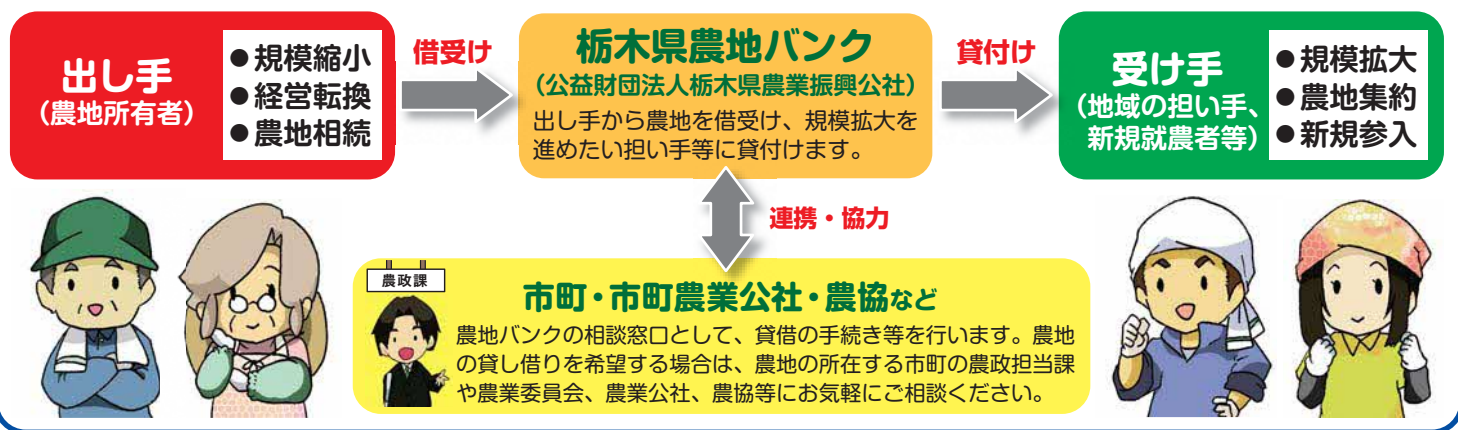 出し手
(農地所有者)
●規模縮小
●経営転換
●農地相続
借受け
栃木県農地バンク
(公益財団法人栃木県農業振興公社)
出し手から農地を借受け、規模拡大を
進めたい担い手等に貸付けます。
貸付け
受け手
(地域の担い手、
新規就農者等)
●規模拡大
●農地集約
●新規参入
連携・協力
農政課
市町・市町農業公社・農協など
農地バンクの相談窓口として、貸借の手続き等を行います。農地
の貸し借りを希望する場合は、農地の所在する市町の農政担当課
や農業委員会、農業公社、農協等にお気軽にご相談ください。